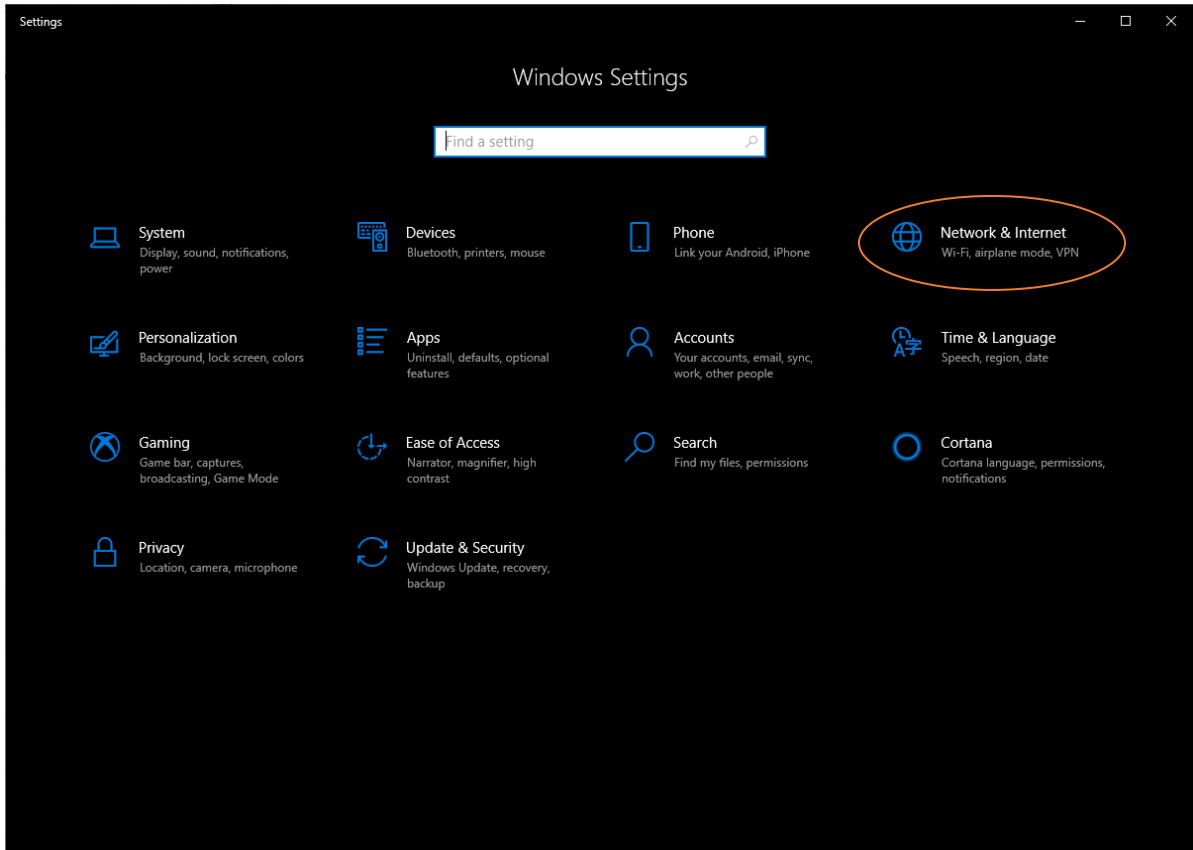 Settings
Windows Settings
Find a setting
System
Display, sound, notifications,
power
Devices
Bluetooth, printers, mouse
Phone
Link your Android, iPhone
Network & Internet
Wi-Fi, airplane mode, VPN
Personalization
Background, lock screen, colors
Apps
Uninstall, defaults, optional
features
Accounts
Your accounts, email, sync,
work, other people
Time & Language
Speech, region, date
Gaming
Game bar, captures,
broadcasting, Game Mode
Ease of Access
Narrator, magnifier, high
contrast
Search
Find my files, permissions
Cortana
Cortana language, permissions,
notifications
Privacy
Location, camera, microphone
Update & Security
Windows Update, recovery,
backup